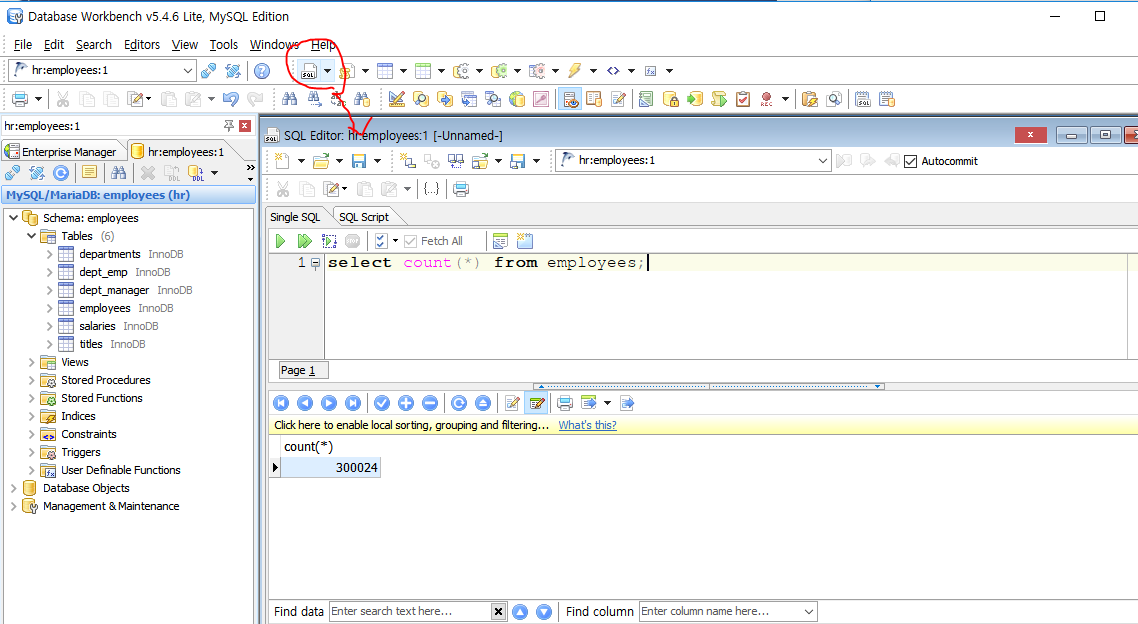 Database Workbench v5.4.6 Lite, MySQL Edition
File Edit Search Editors View Tools Windows Help
hr:employees:1
SQL
REC
SQL
hr:employees:1
Enterprise Manager hr:employees:1
DDL DDL
MySQL/MariaDB: employees (hr)
Schema: employees
Tables (6)
departments InnoDB
dept_emp InnoDB
dept_manager InnoDB
employees InnoDB
salaries InnoDB
titles InnoDB
Views
Stored Procedures
Stored Functions
Indices
Constraints
Triggers
User Definable Functions
Database Objects
Management & Maintenance
SQL Editor: hr:employees:1 [-Unnamed-]
hr:employees:1 Autocommit
Single SQL SQL Script
Fetch All
1 select count(*) from employees;
Page 1
Click here to enable local sorting, grouping and filtering... What's this?
count(*)
300024
Find data Enter search text here... Find column Enter column name here...